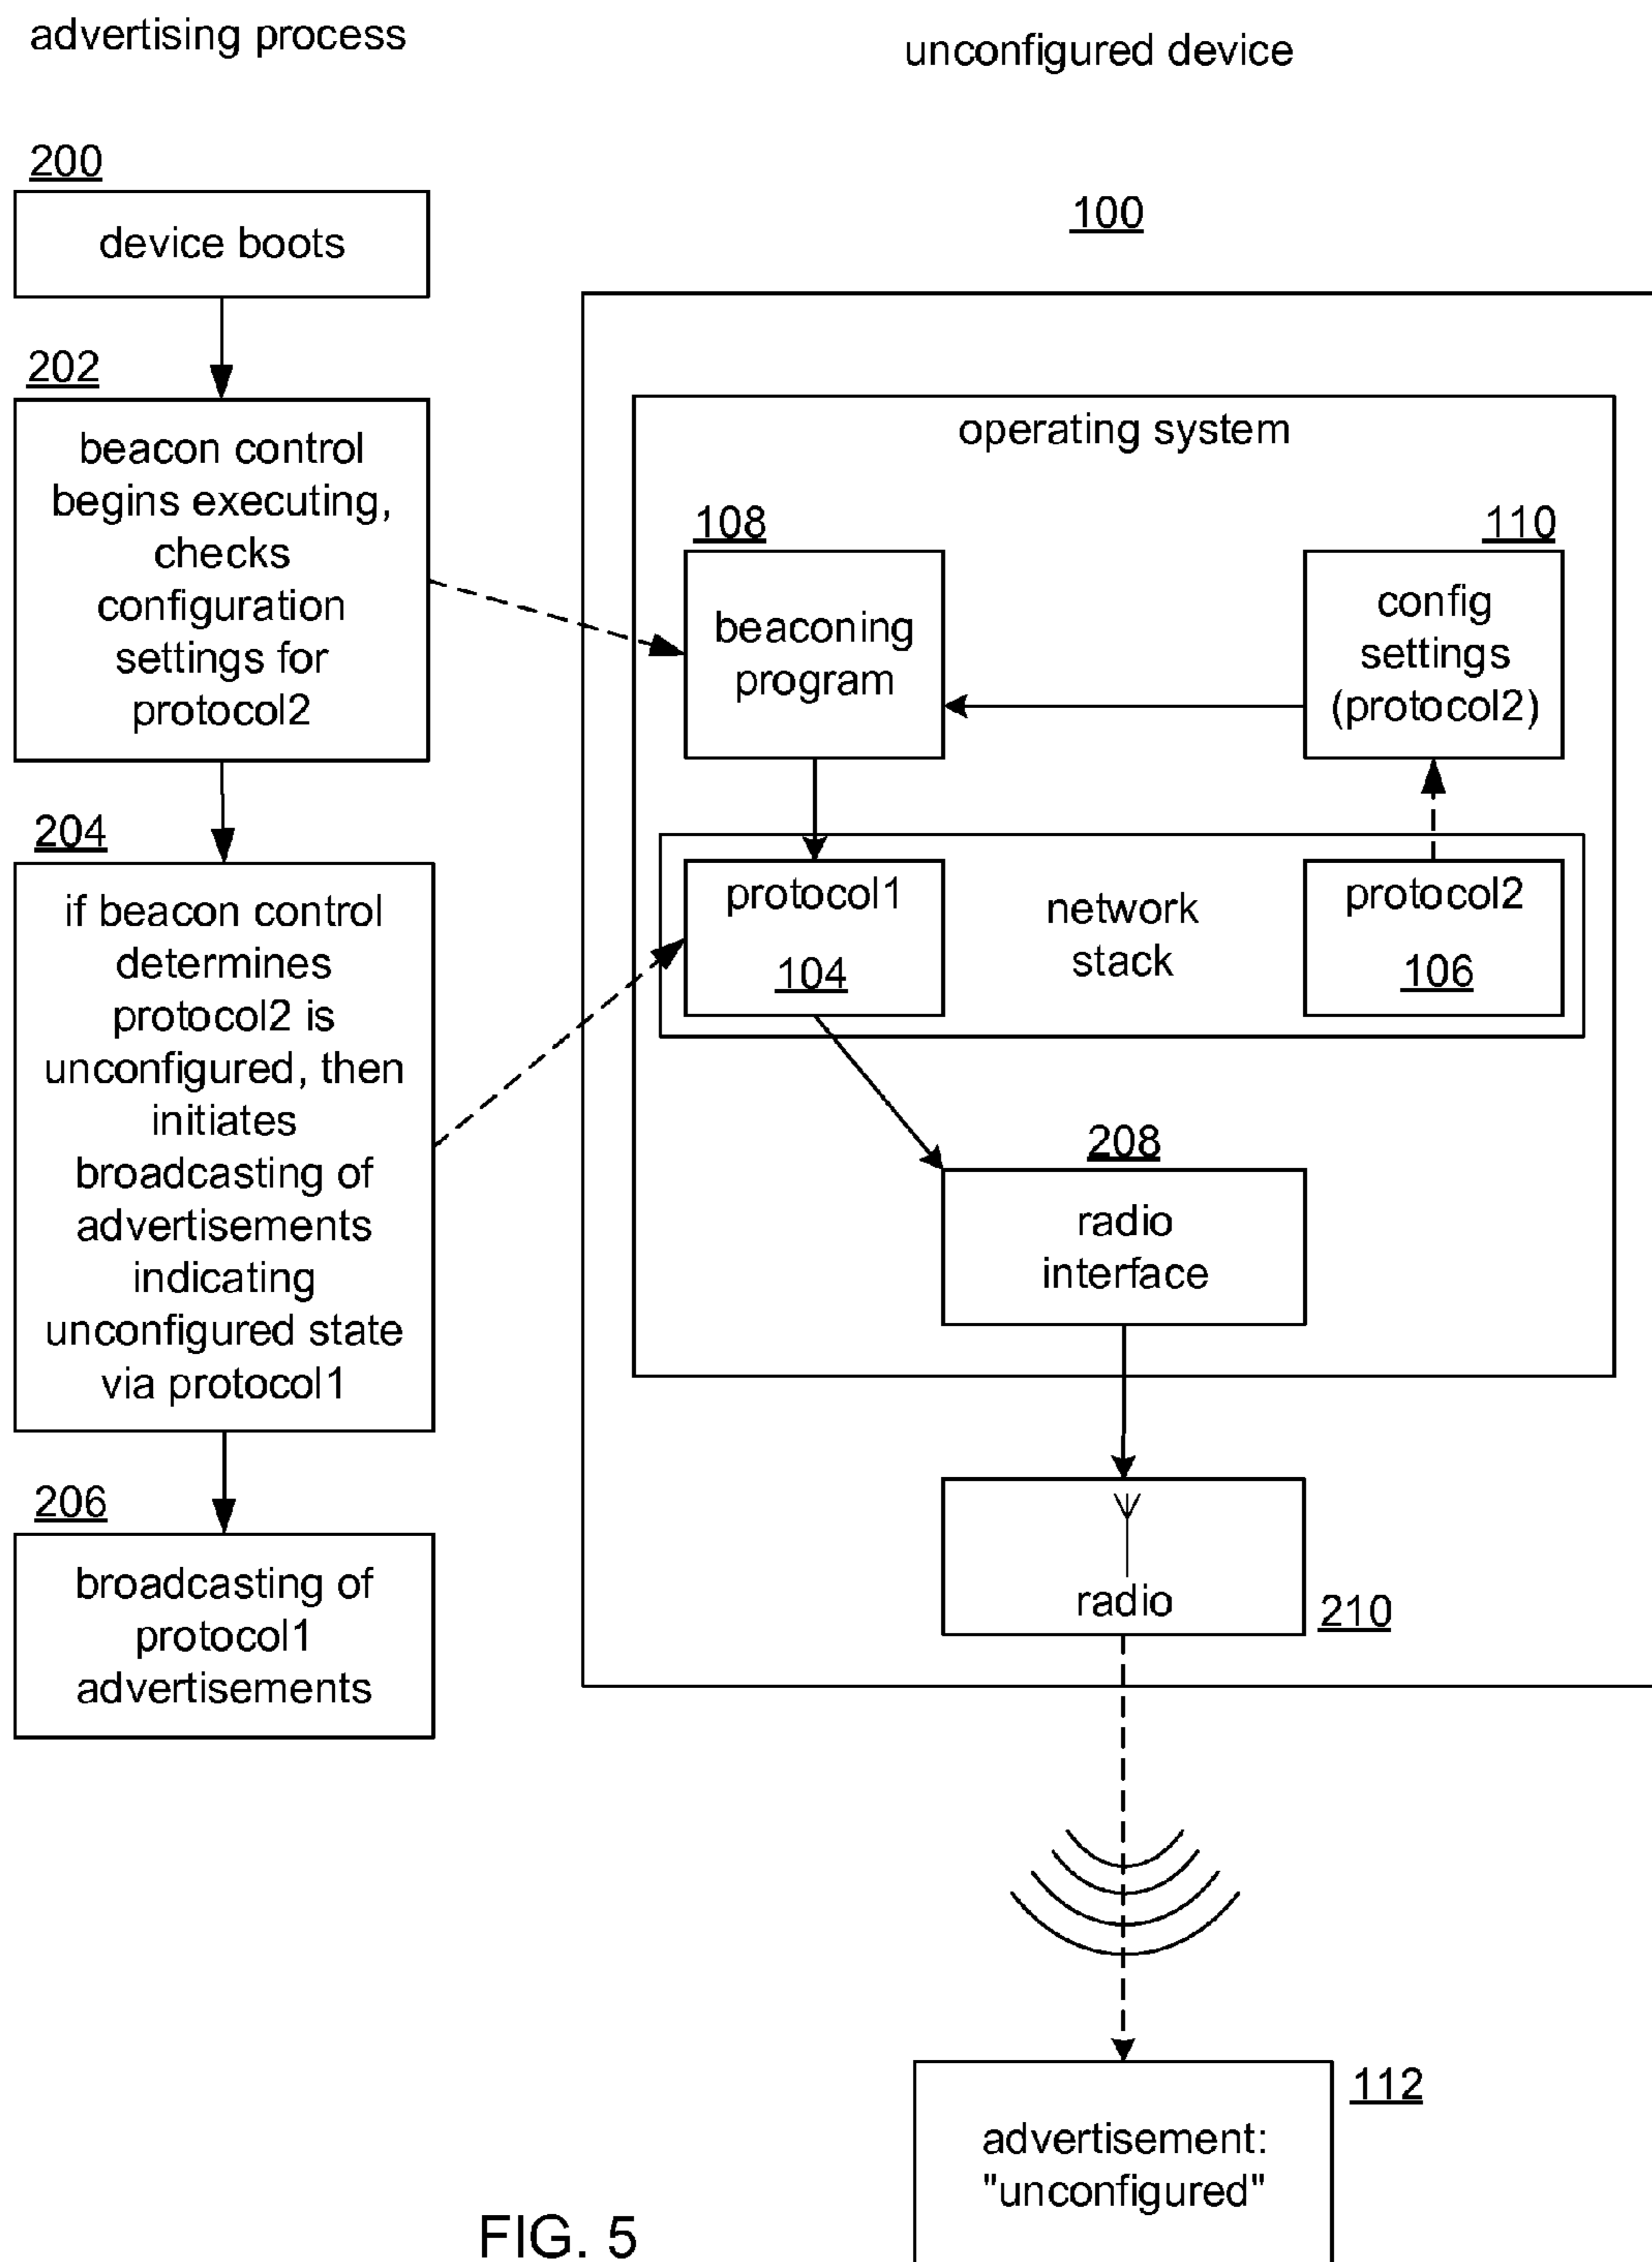 advertising process
unconfigured device
200
device boots
100
202
beacon control
begins executing,
checks
configuration
settings for
protocol2
operating system
108
beaconing
program
110
config
settings
(protocol2)
204
if beacon control
determines
protocol2 is
unconfigured, then
initiates
broadcasting of
advertisements
indicating
unconfigured state
via protocol1
protocol1
104
network
stack
protocol2
106
208
radio
interface
206
broadcasting of
protocol1
advertisements
radio
210
112
advertisement:
"unconfigured"
FIG. 5